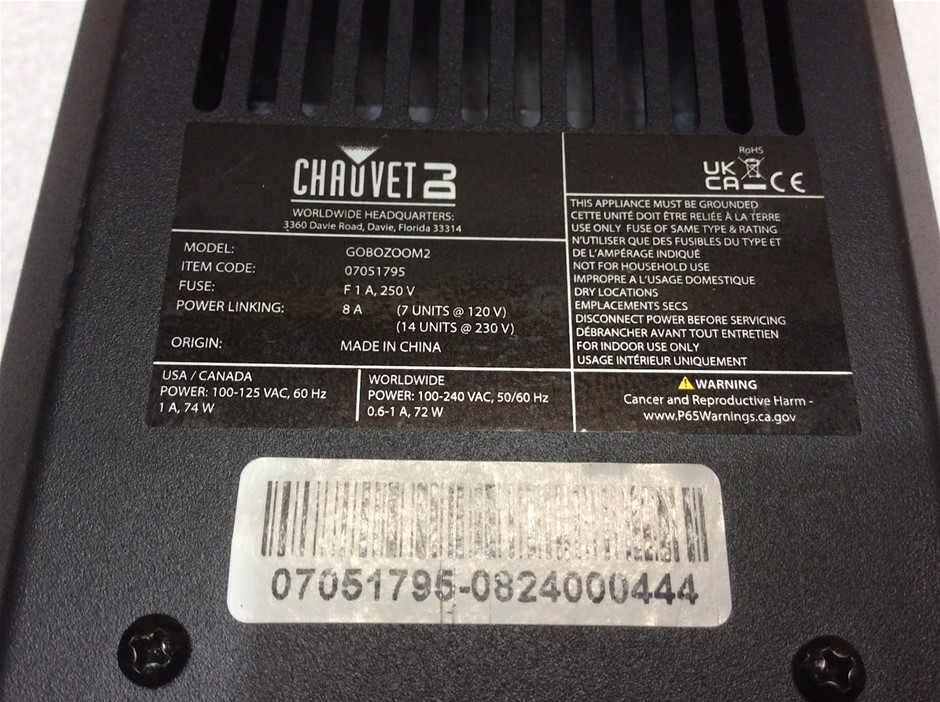 CHAUVET DJ
WORLDWIDE HEADQUARTERS:
3360 Davie Road, Davie, Florida 33314
MODEL: GOBOZOOM2
ITEM CODE: 07051795
FUSE: F 1 A, 250 V
POWER LINKING: 8 A (7 UNITS @ 120 V)
(14 UNITS @ 230 V)
ORIGIN: MADE IN CHINA
USA / CANADA
POWER: 100-125 VAC, 60 Hz
1 A, 74 W
WORLDWIDE
POWER: 100-240 VAC, 50/60 Hz
0.6-1 A, 72 W
RoHS
UK
CA CE
THIS APPLIANCE MUST BE GROUNDED
CETTE UNITÉ DOIT ÊTRE RELIÉE À LA TERRE
USE ONLY FUSE OF SAME TYPE & RATING
N'UTILISER QUE DES FUSIBLES DU TYPE ET
DE L'AMPÉRAGE INDIQUÉ
NOT FOR HOUSEHOLD USE
IMPROPRE A L'USAGE DOMESTIQUE
DRY LOCATIONS
EMPLACEMENTS SECS
DISCONNECT POWER BEFORE SERVICING
DÉBRANCHER AVANT TOUT ENTRETIEN
FOR INDOOR USE ONLY
USAGE INTÉRIEUR UNIQUEMENT
WARNING
Cancer and Reproductive Harm -
www.P65Warnings.ca.gov
07051795-0824000444